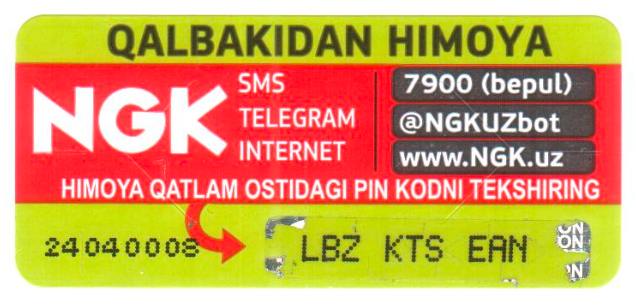 QALBAKIDAN HIMOYA
NGK
SMS 7900 (bepul)
TELEGRAM @NGKUZbot
INTERNET www.NGK.uz
HIMOYA QATLAM OSTIDAGI PIN KODNI TEKSHIRING
24040008 LBZ KTS EAN